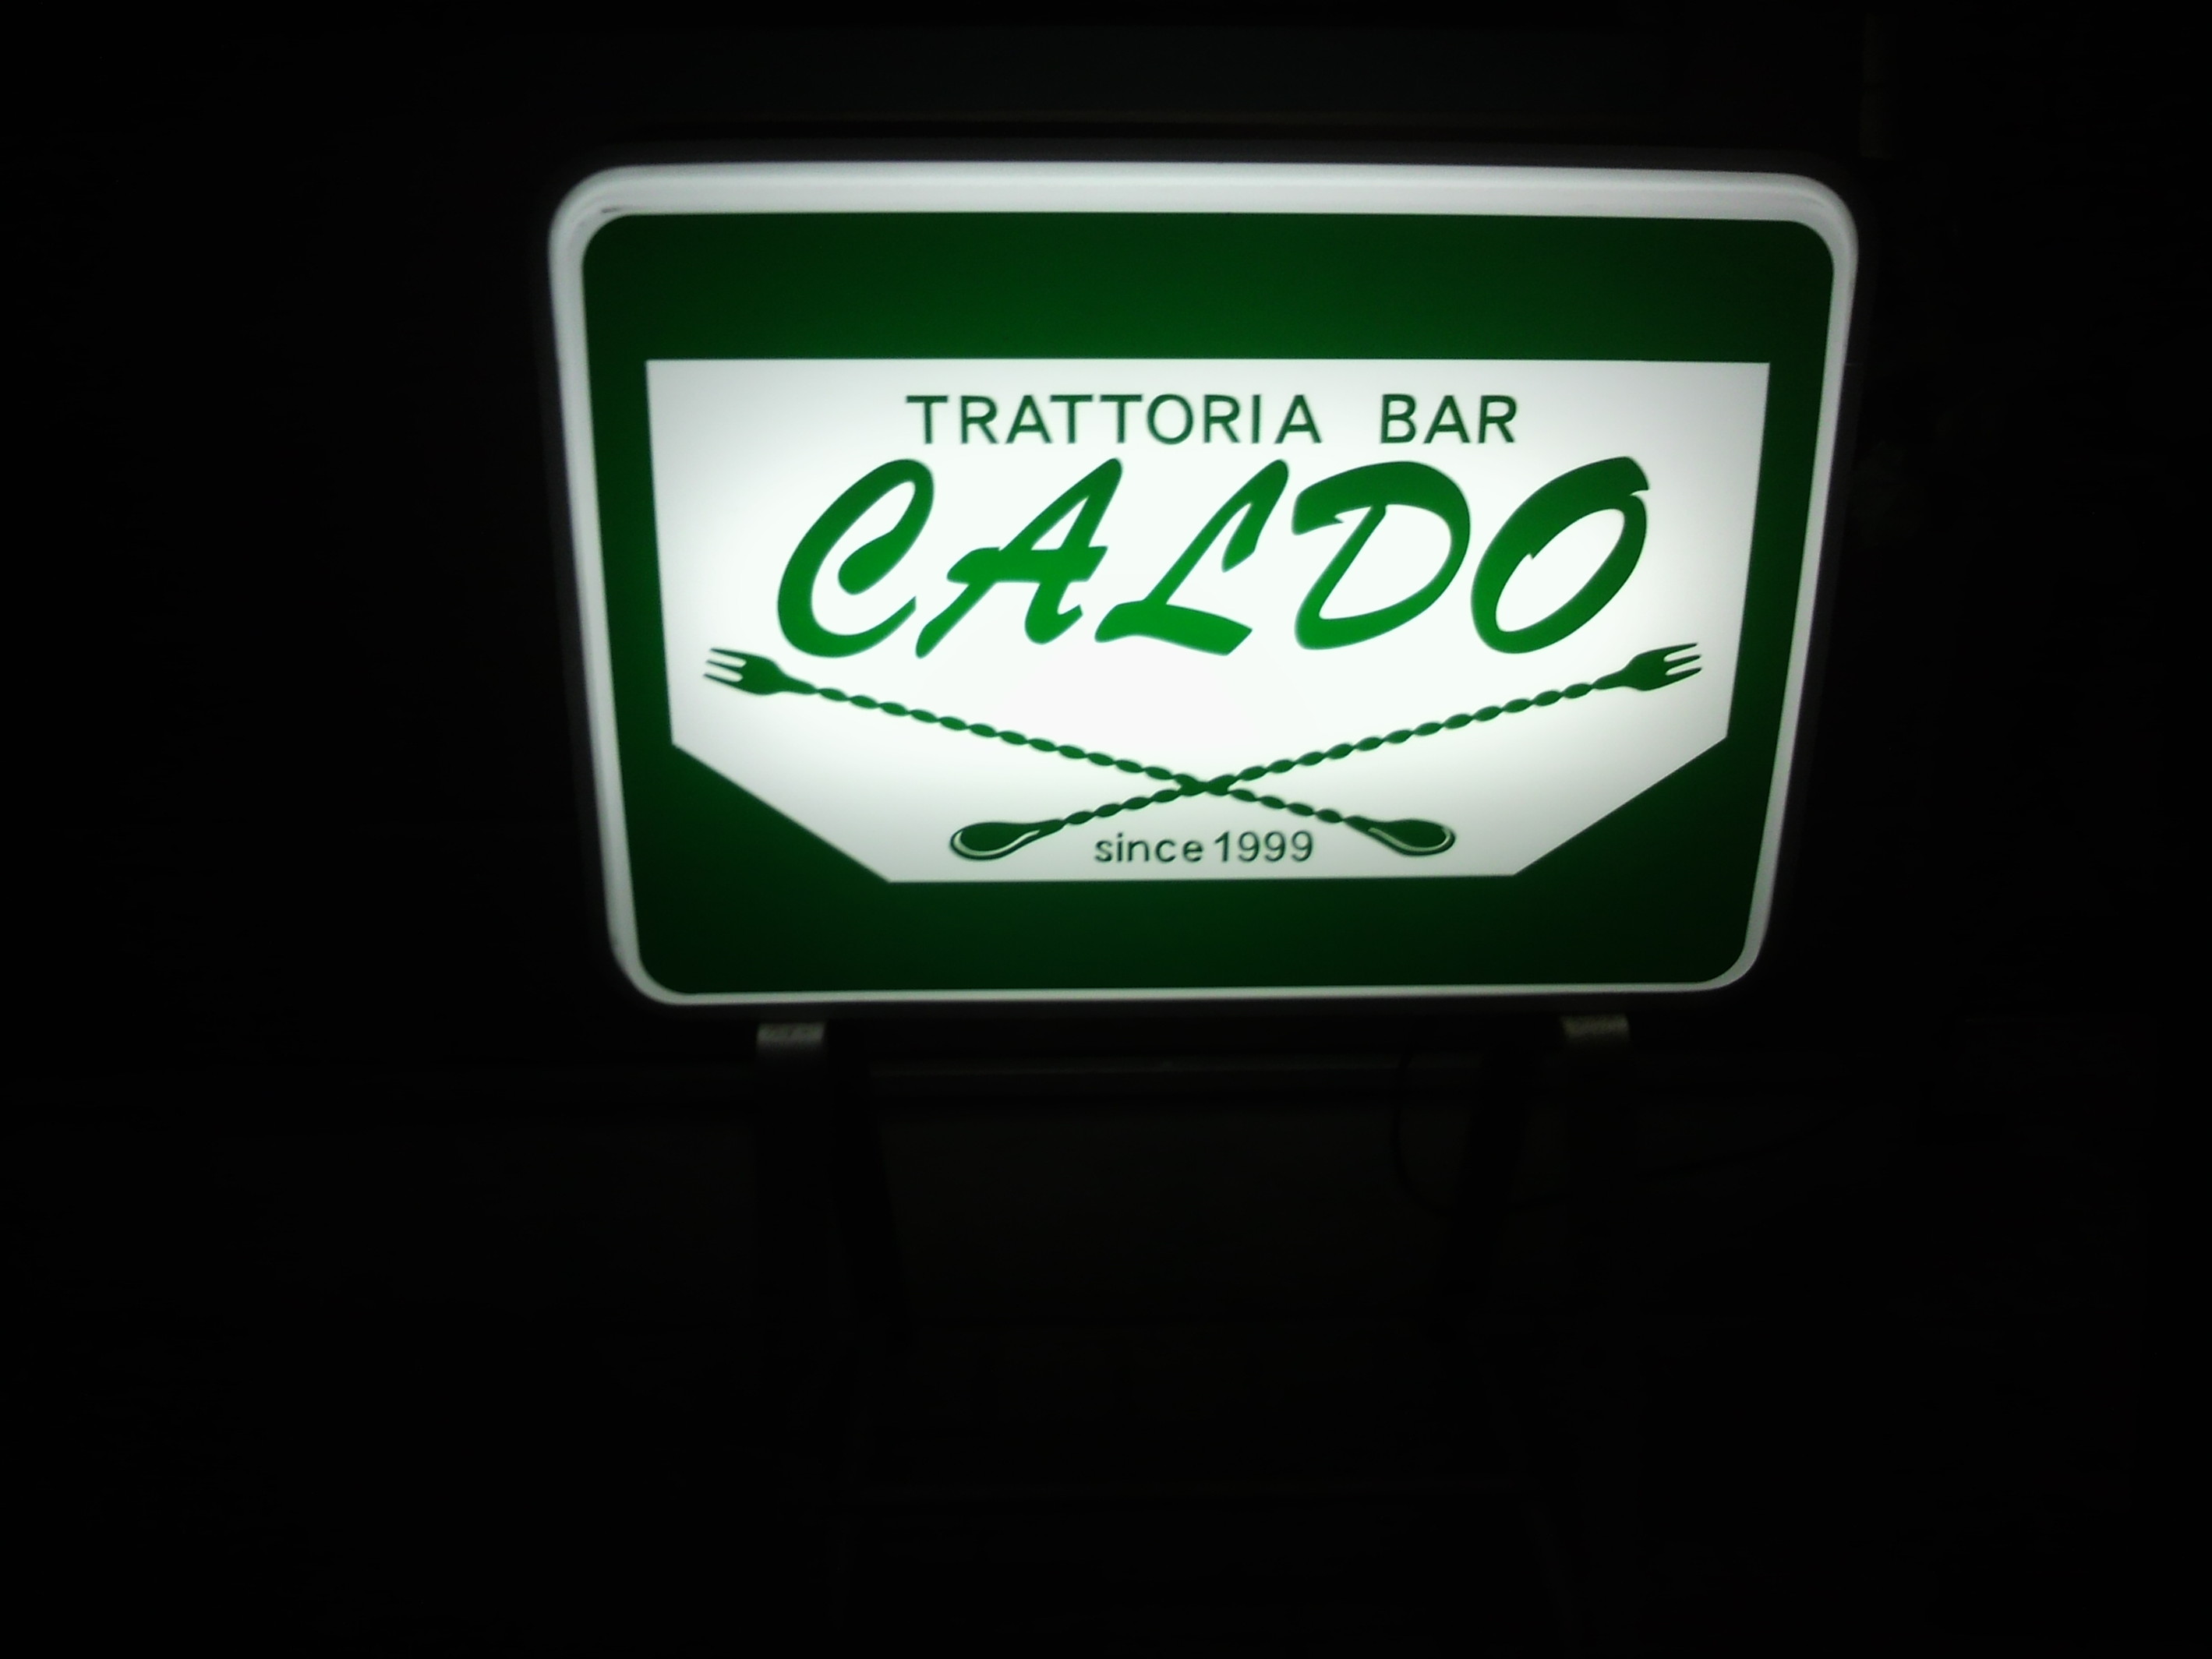 TRATTORIA BAR
CALDO
since 1999